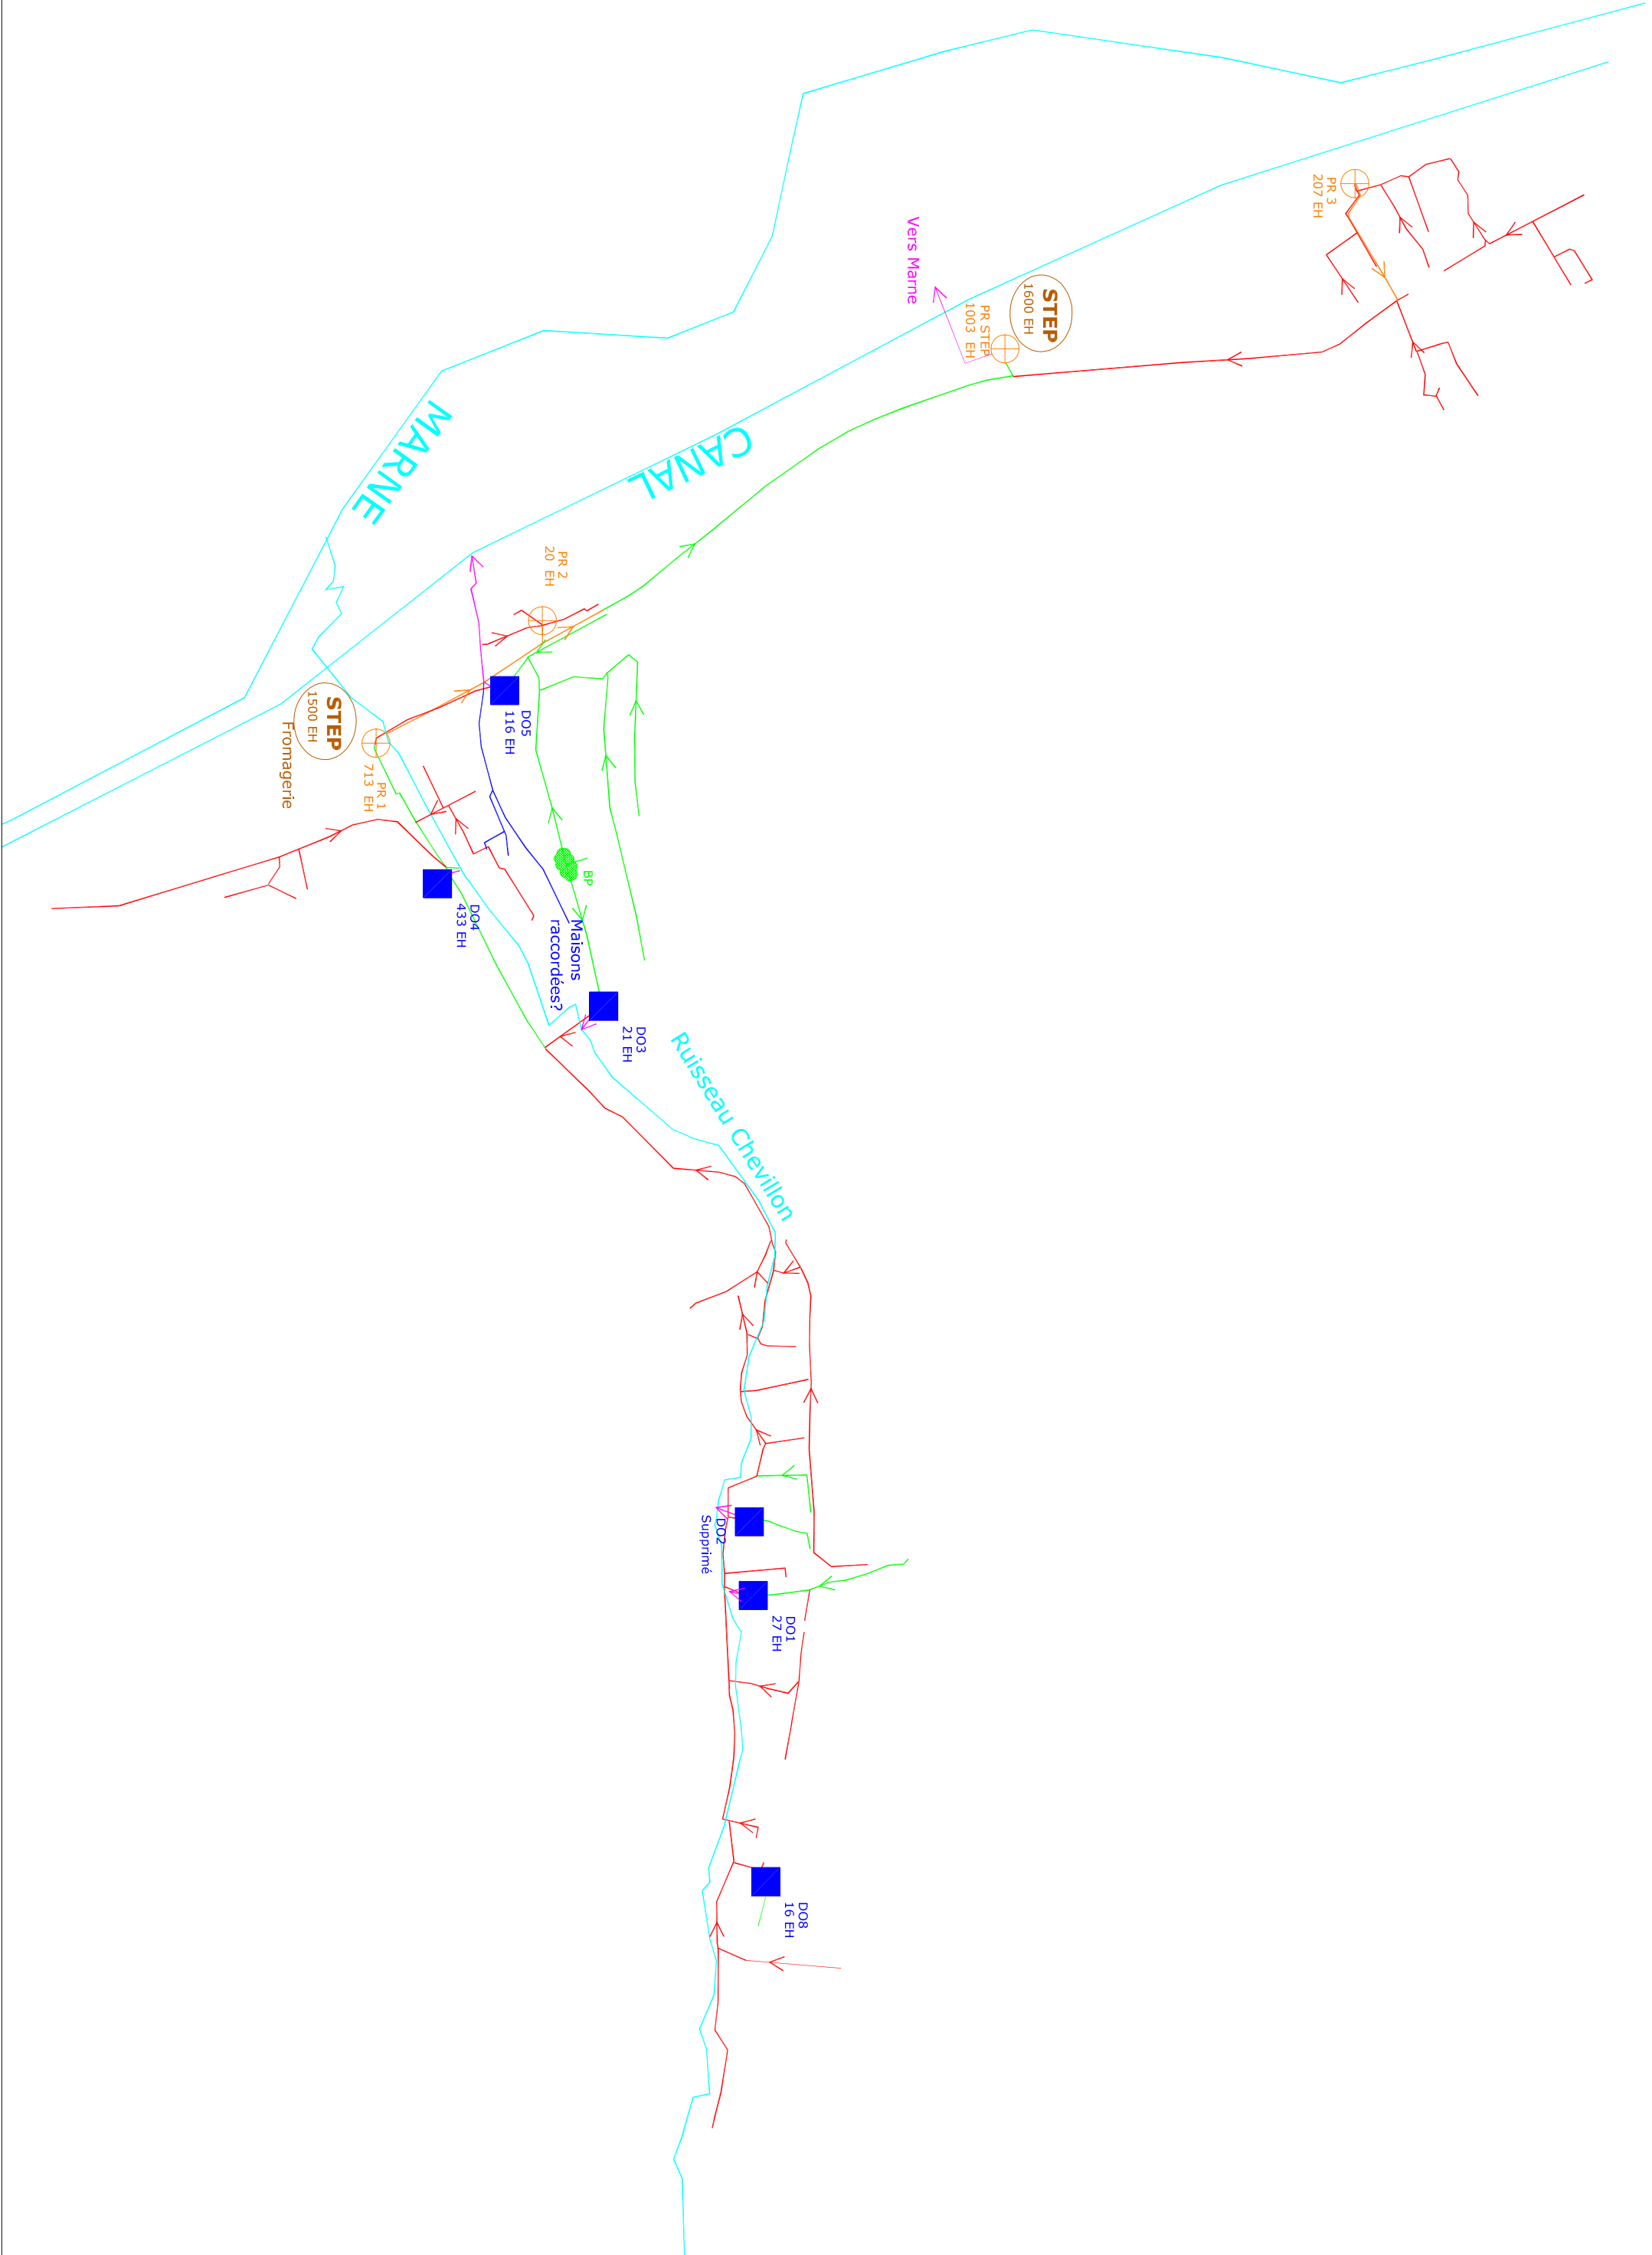 PR 3
207 EH
Vers Marne
STEP
1600 EH
PR STEP
1003 EH
MARNE
CANAL
PR 2
20 EH
DO5
116 EH
STEP
1500 EH
Fromagerie
PR 1
713 EH
BP
DO4
433 EH
Maisons
raccordées?
DO3
21 EH
Ruisseau Chevillon
DO2
Supprimé
DO1
27 EH
DO8
16 EH